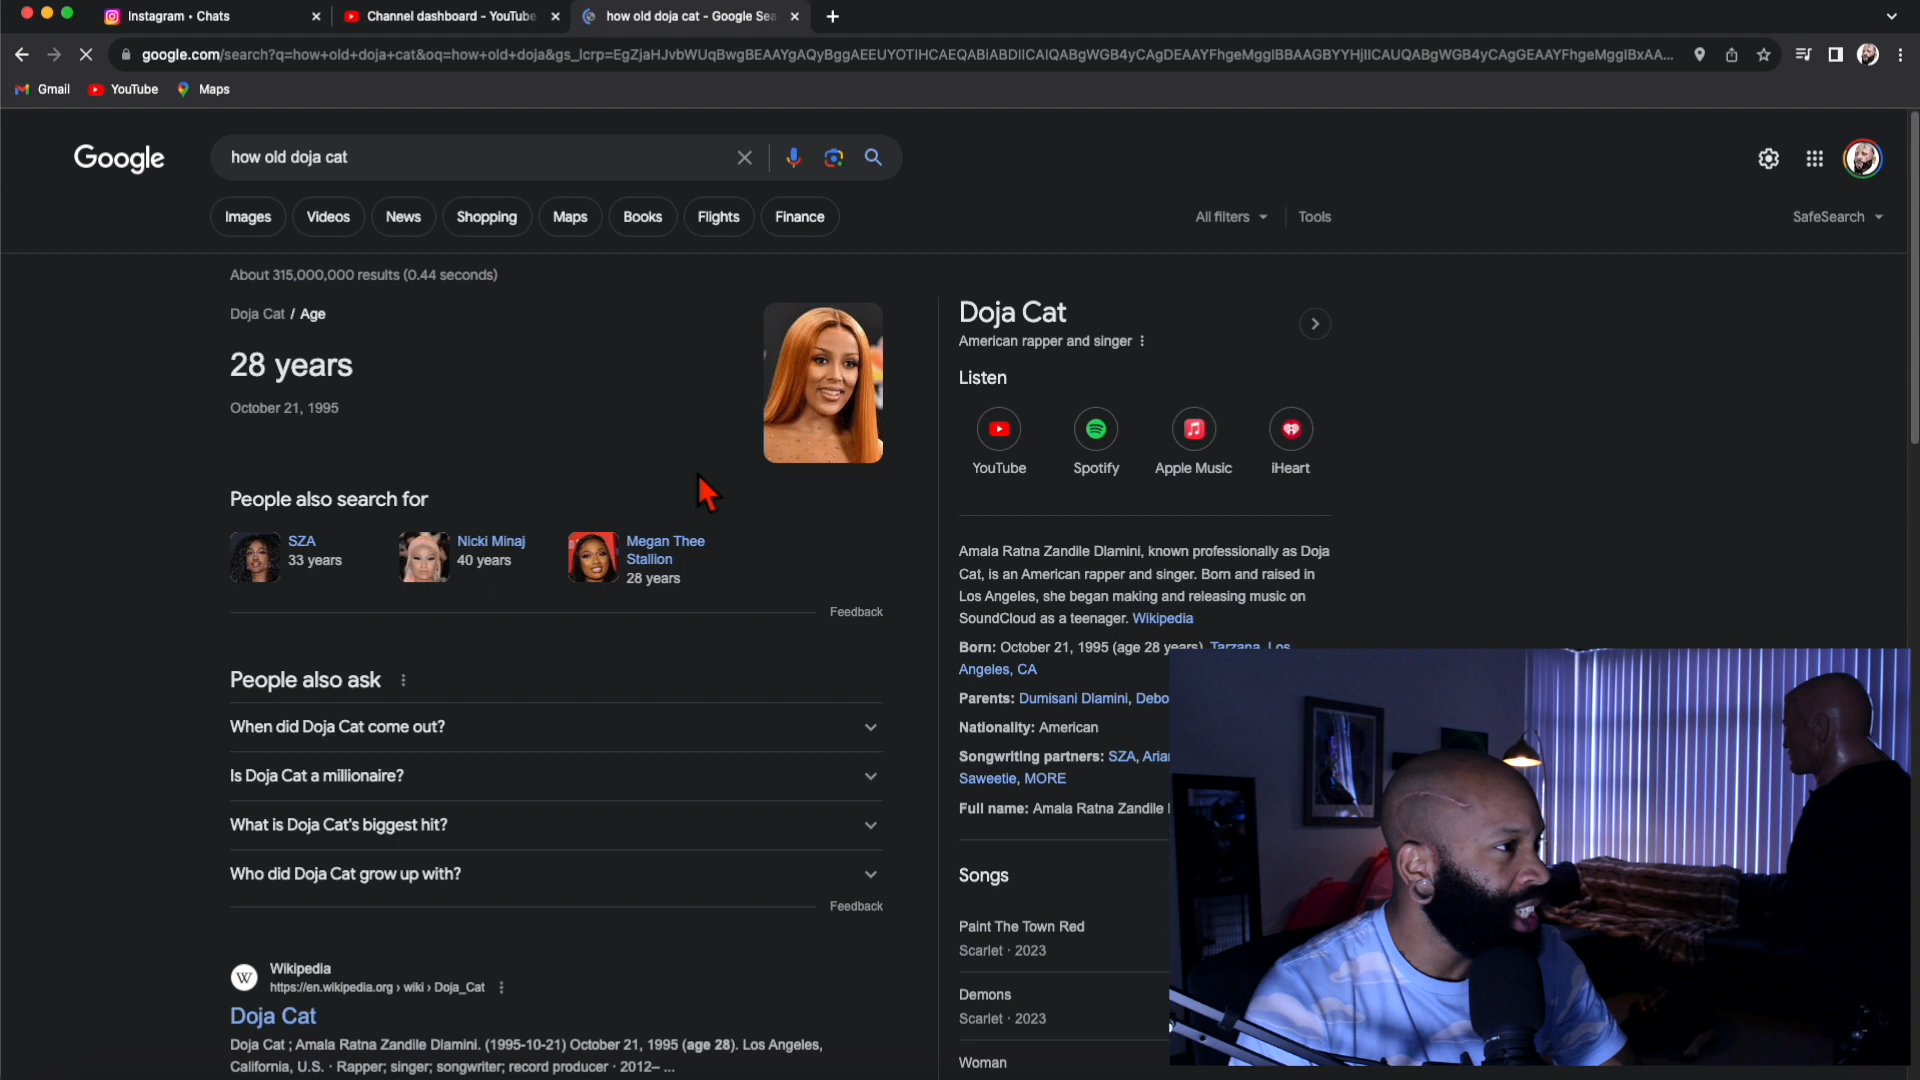 Instagram • Chats
Channel dashboard - YouTube
how old doja cat - Google Sea
google.com/search?q=how+old+doja+cat&oq=how+old+doja&gs_lcrp=
Gmail
YouTube
Maps
Google
how old doja cat
Images
Videos
News
Shopping
Maps
Books
Flights
Finance
All filters
Tools
SafeSearch
About 315,000,000 results (0.44 seconds)
Doja Cat / Age
28 years
October 21, 1995
People also search for
SZA
33 years
Nicki Minaj
40 years
Megan Thee
Stallion
28 years
Feedback
People also ask
When did Doja Cat come out?
Is Doja Cat a millionaire?
What is Doja Cat's biggest hit?
Who did Doja Cat grow up with?
Feedback
W
Wikipedia
https://en.wikipedia.org › wiki › Doja_Cat
Doja Cat
Doja Cat ; Amala Ratna Zandile Dlamini. (1995-10-21) October 21, 1995 (age 28). Los Angeles,
California, U.S. · Rapper; singer; songwriter; record producer · 2012– ...
Doja Cat
American rapper and singer
Listen
YouTube
Spotify
Apple Music
iHeart
Amala Ratna Zandile Dlamini, known professionally as Doja
Cat, is an American rapper and singer. Born and raised in
Los Angeles, she began making and releasing music on
SoundCloud as a teenager. Wikipedia
Born: October 21, 1995 (age 28 years), Tarzana, Los
Angeles, CA
Parents: Dumisani Dlamini, Debo
Nationality: American
Songwriting partners: SZA, Arian
Saweetie, MORE
Full name: Amala Ratna Zandile
Songs
Paint The Town Red
Scarlet · 2023
Demons
Scarlet · 2023
Woman